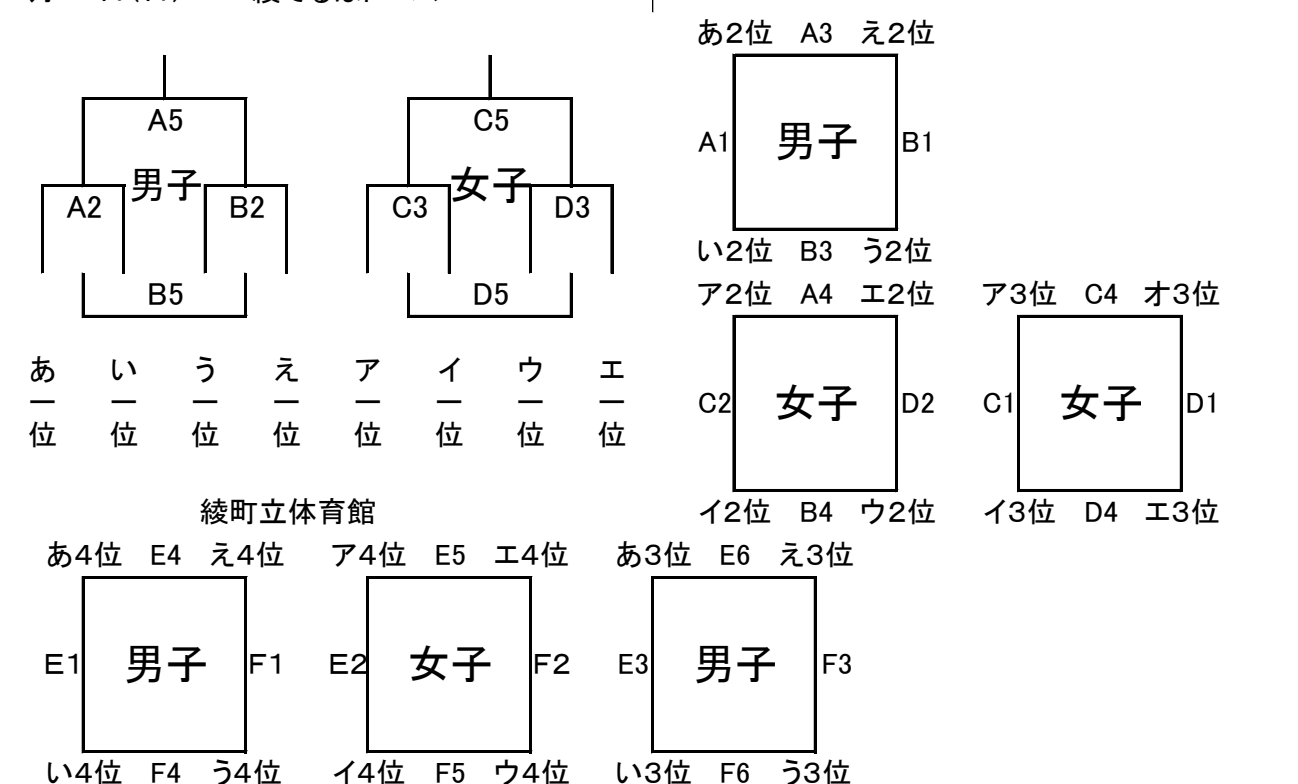 あ2位 A3 え2位
A5 C5
A1 男子 B1
男子 女子
A2 B2 C3 D3
い2位 B3 う2位
B5 D5 ア2位 A4 エ2位 ア3位 C4 オ3位
あ い う え ア イ ウ エ
一 一 一 一 一 一 一 一
位 位 位 位 位 位 位 位
C2 女子 D2 C1 女子 D1
綾町立体育館 イ2位 B4 ウ2位 イ3位 D4 エ3位
あ4位 E4 え4位 ア4位 E5 エ4位 あ3位 E6 え3位
E1 男子 F1 E2 女子 F2 E3 男子 F3
い4位 F4 う4位 イ4位 F5 ウ4位 い3位 F6 う3位